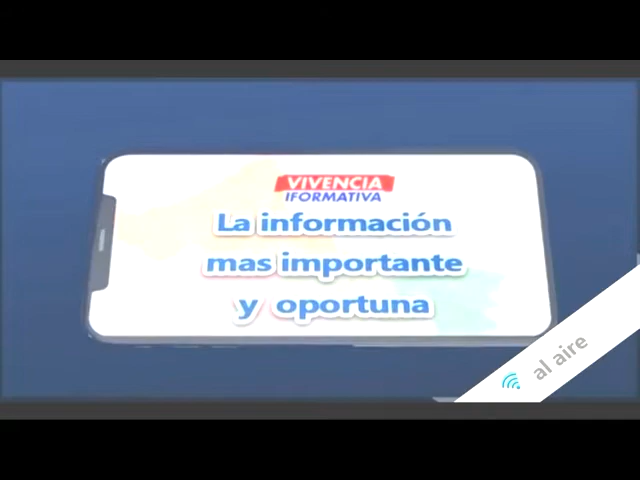 VIVENCIA
IFORMATIVA
La información
mas importante
y oportuna
al aire